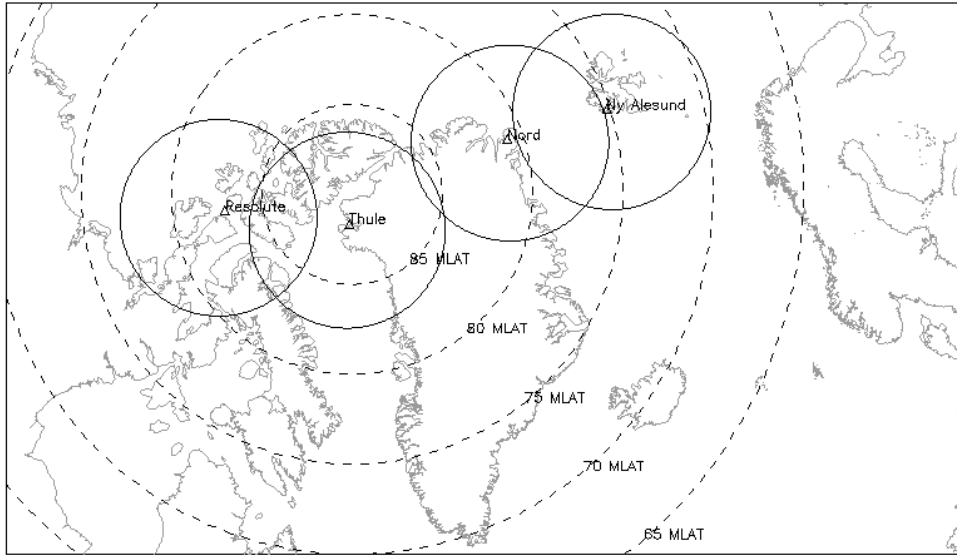 Ny Alesund
Nord
Resolute
Thule
85 MLAT
80 MLAT
75 MLAT
70 MLAT
65 MLAT